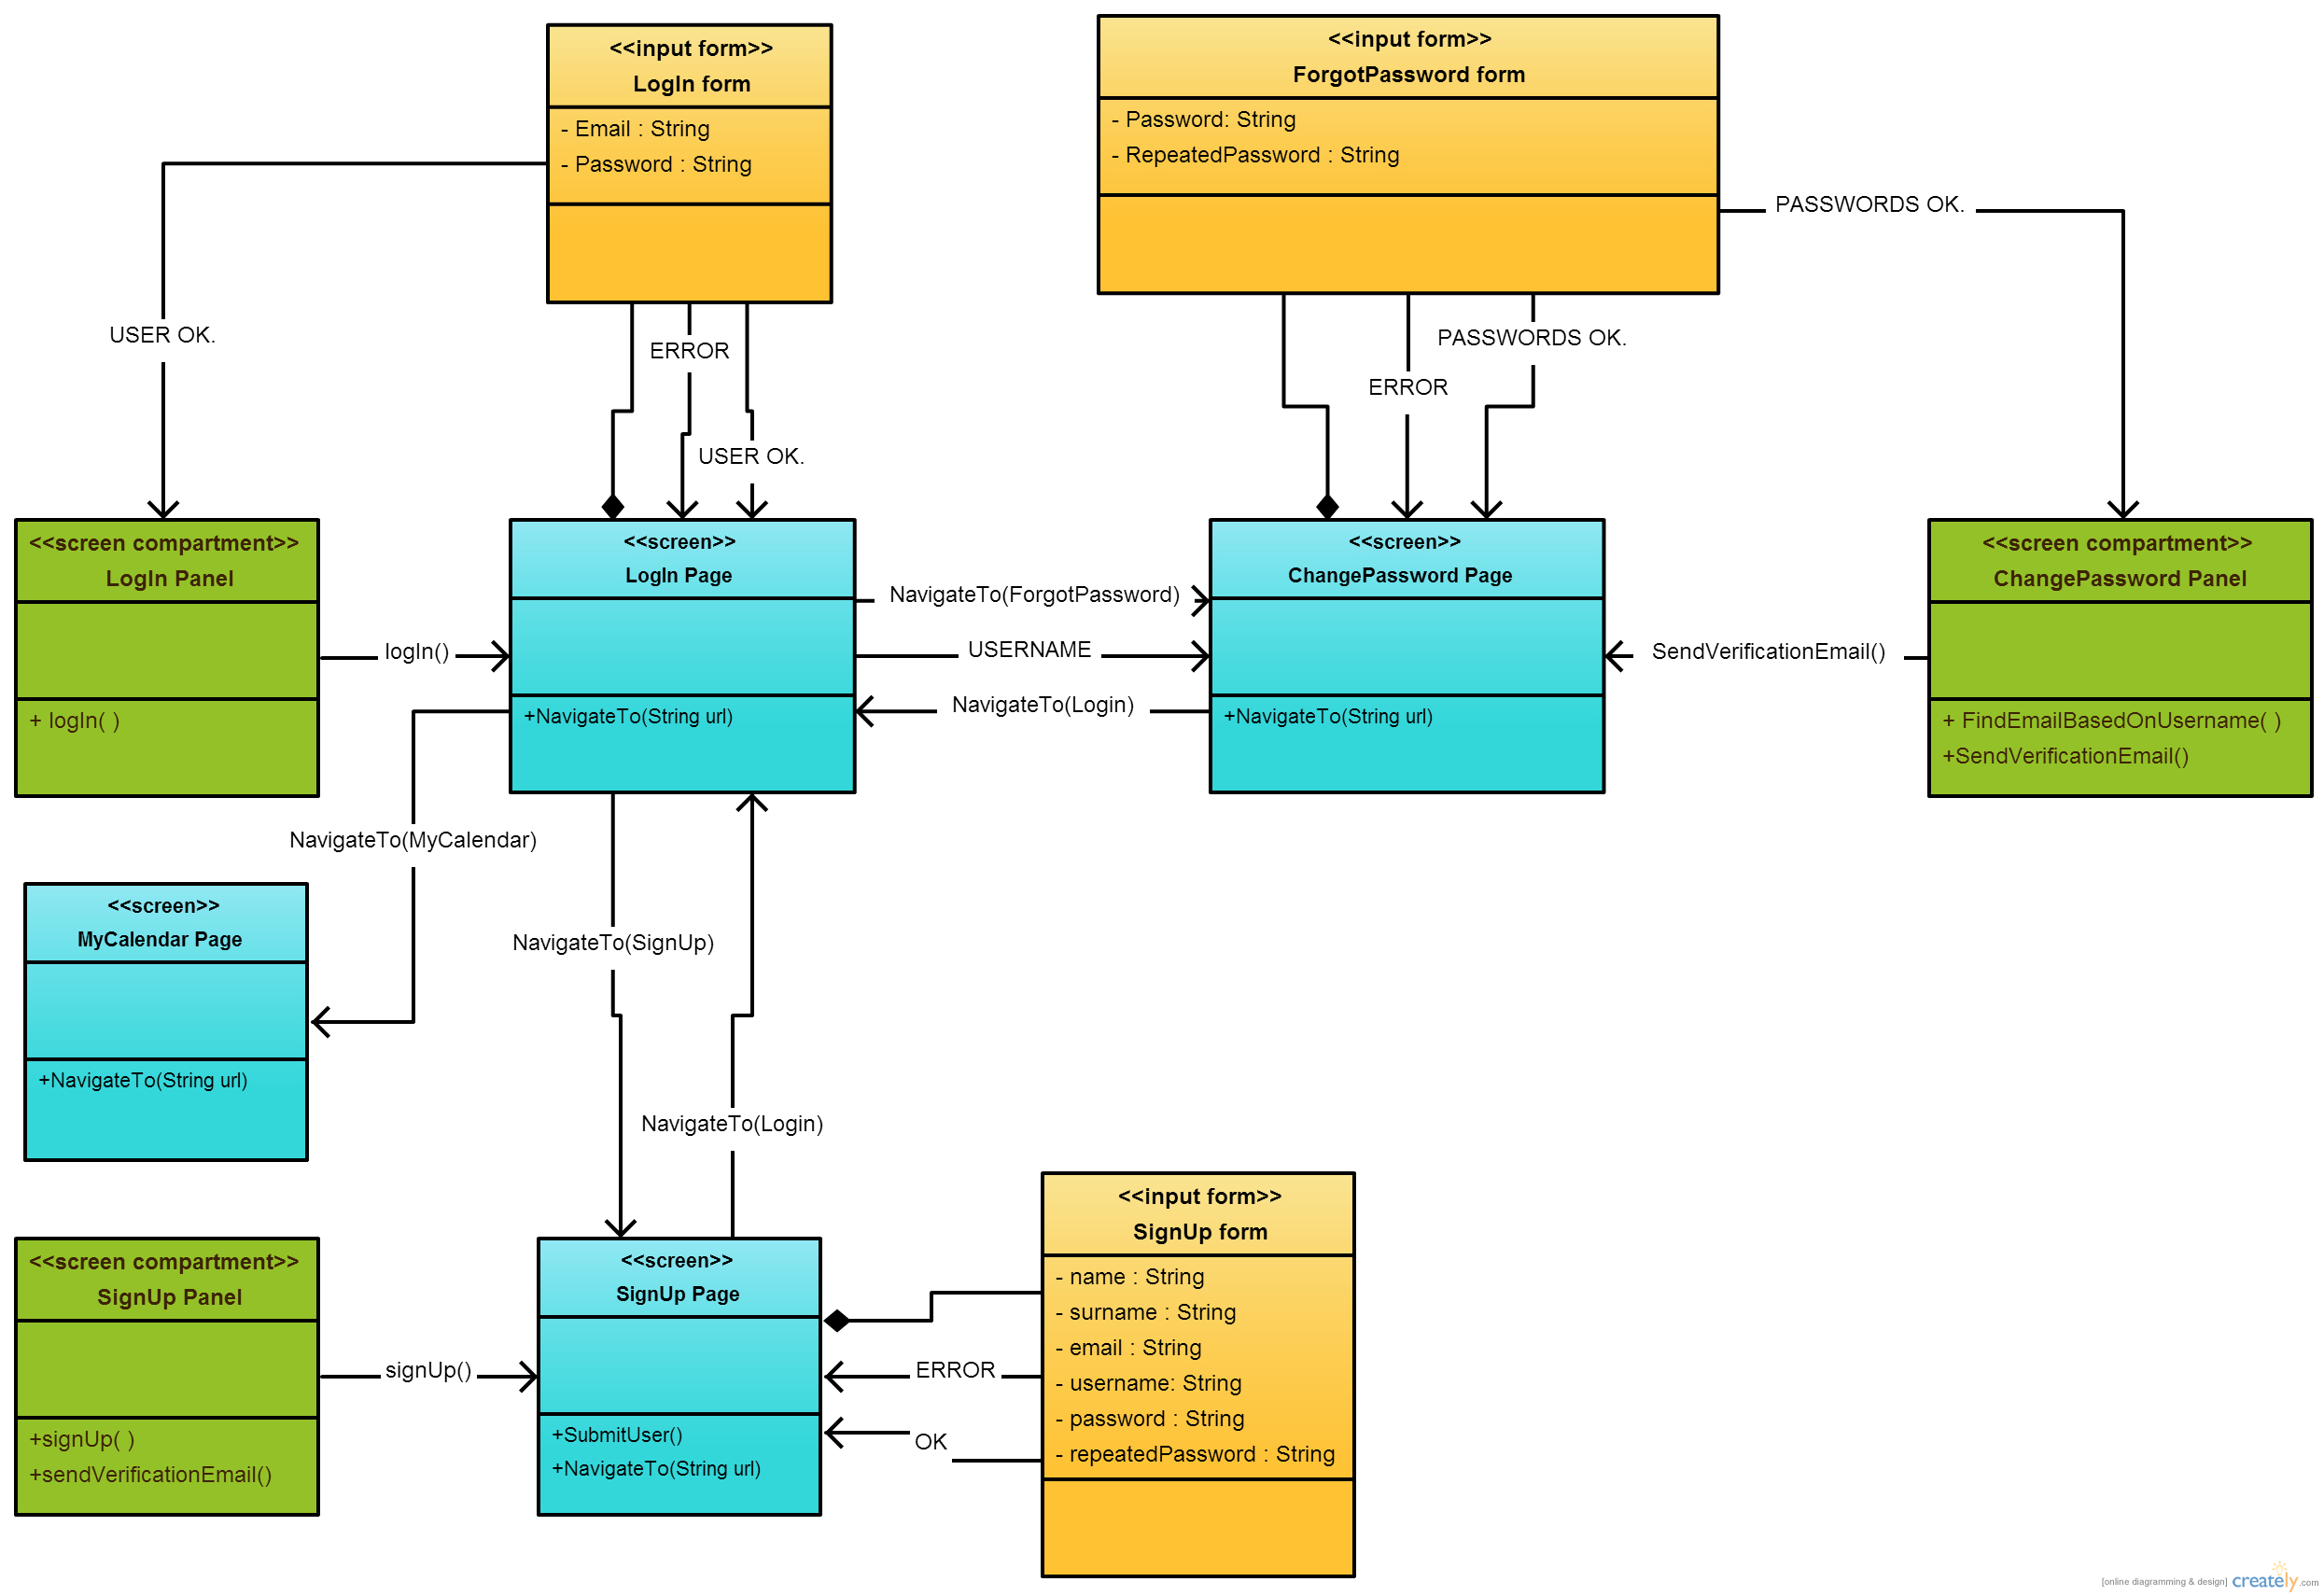 <<input form>>
LogIn form
- Email : String
- Password : String
<<input form>>
ForgotPassword form
- Password: String
- RepeatedPassword : String
PASSWORDS OK.
USER OK.
ERROR
USER OK.
PASSWORDS OK.
ERROR
<<screen compartment>>
LogIn Panel
+ logIn( )
logIn()
<<screen>>
LogIn Page
+NavigateTo(String url)
NavigateTo(ForgotPassword)
USERNAME
NavigateTo(Login)
<<screen>>
ChangePassword Page
+NavigateTo(String url)
SendVerificationEmail()
<<screen compartment>>
ChangePassword Panel
+ FindEmailBasedOnUsername( )
+SendVerificationEmail()
NavigateTo(MyCalendar)
<<screen>>
MyCalendar Page
+NavigateTo(String url)
NavigateTo(SignUp)
NavigateTo(Login)
<<screen compartment>>
SignUp Panel
+signUp( )
+sendVerificationEmail()
signUp()
<<screen>>
SignUp Page
+SubmitUser()
+NavigateTo(String url)
ERROR
OK
<<input form>>
SignUp form
- name : String
- surname : String
- email : String
- username: String
- password : String
- repeatedPassword : String
[online diagramming & design] creately.com